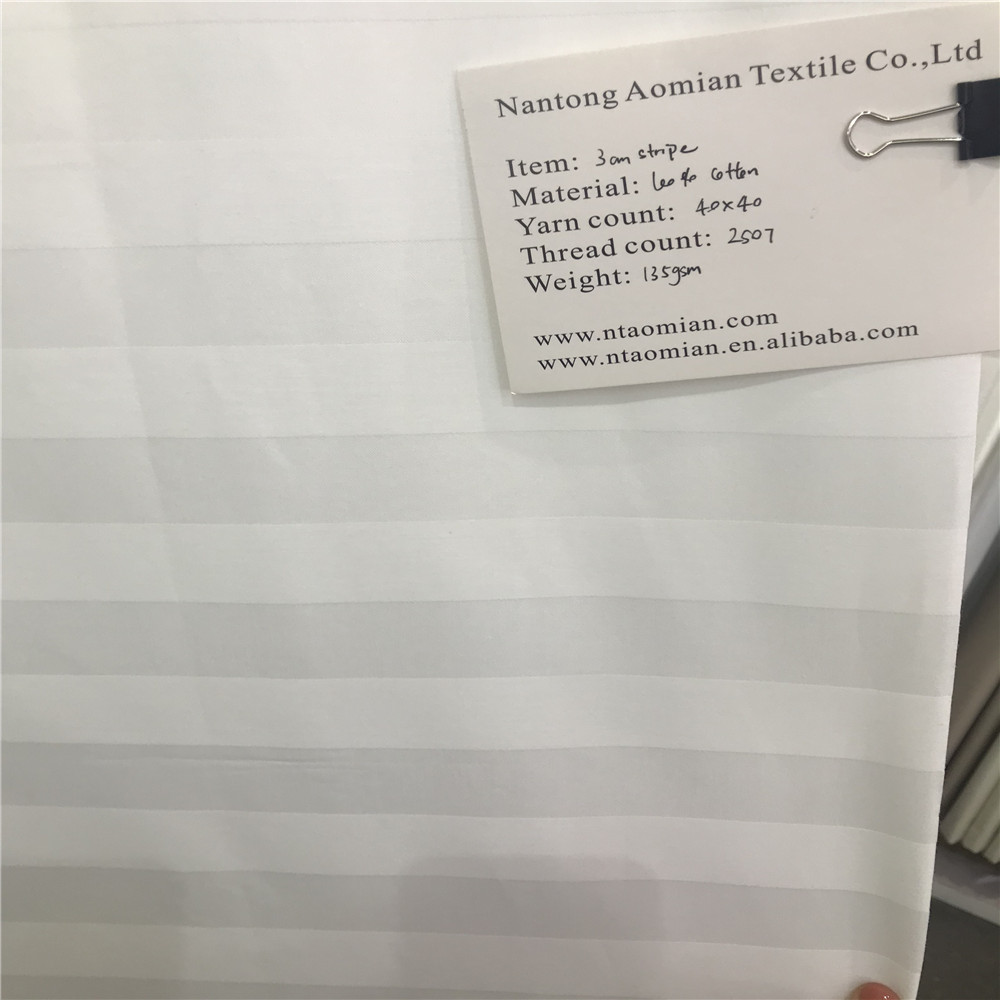 Nantong Aomian Textile Co.,Ltd
Item: 3cm stripe
Material: 100% cotton
Yarn count: 40x40
Thread count: 250T
Weight: 135gsm
www.ntaomian.com
www.ntaomian.en.alibaba.com